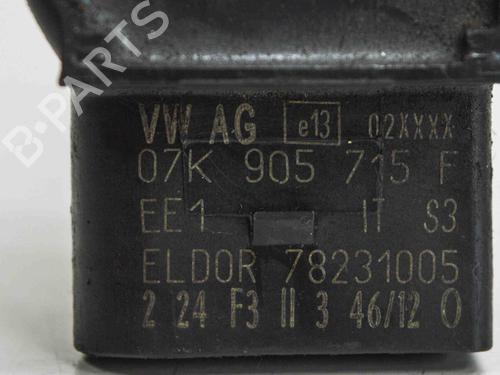 B-PARTS
VW AG e13 02XXXX
07K 905 715 F
EE1 IT S3
ELDOR 78231005
2 24 F3 II 3 46/12 0